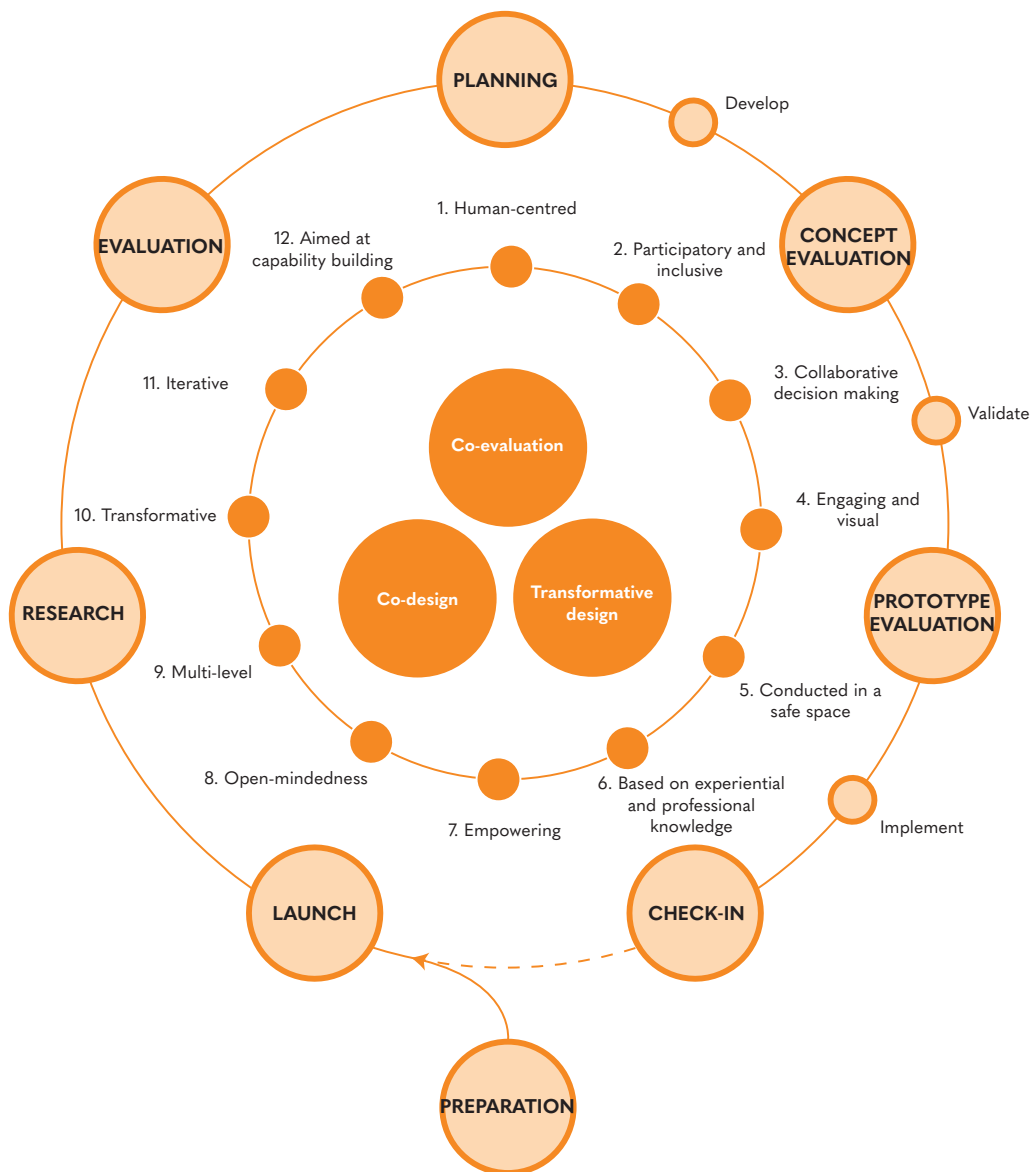 PLANNING
Develop
1. Human-centred
EVALUATION
12. Aimed at
capability building
2. Participatory and
inclusive
CONCEPT
EVALUATION
11. Iterative
3. Collaborative
decision making
Validate
Co-evaluation
10. Transformative
4. Engaging and
visual
RESEARCH
Co-design
Transformative
design
PROTOTYPE
EVALUATION
9. Multi-level
5. Conducted in a
safe space
8. Open-mindedness
6. Based on experiential
and professional
knowledge
7. Empowering
Implement
LAUNCH
CHECK-IN
PREPARATION